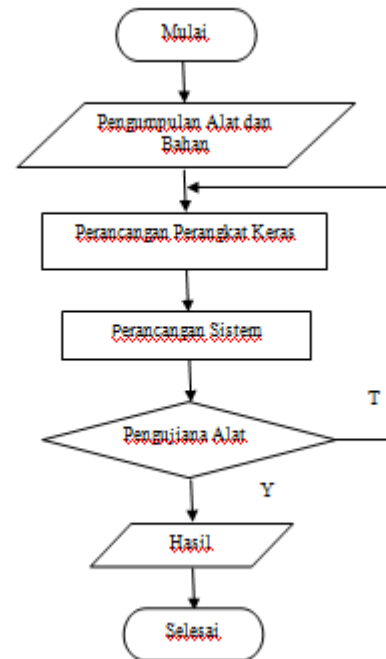 Mulai
Pengumpulan Alat dan
Bahan
Perancangan Perangkat Keras
Perancangan Sistem
T
Pengujiana Alat
Y
Hasil
Selesai